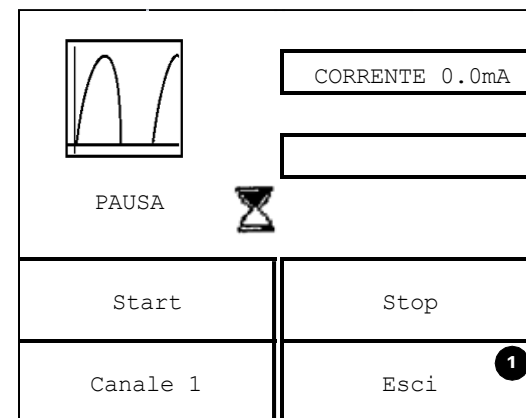 CORRENTE 0.0mA
PAUSA
Start
Stop
Canale 1
Esci
1